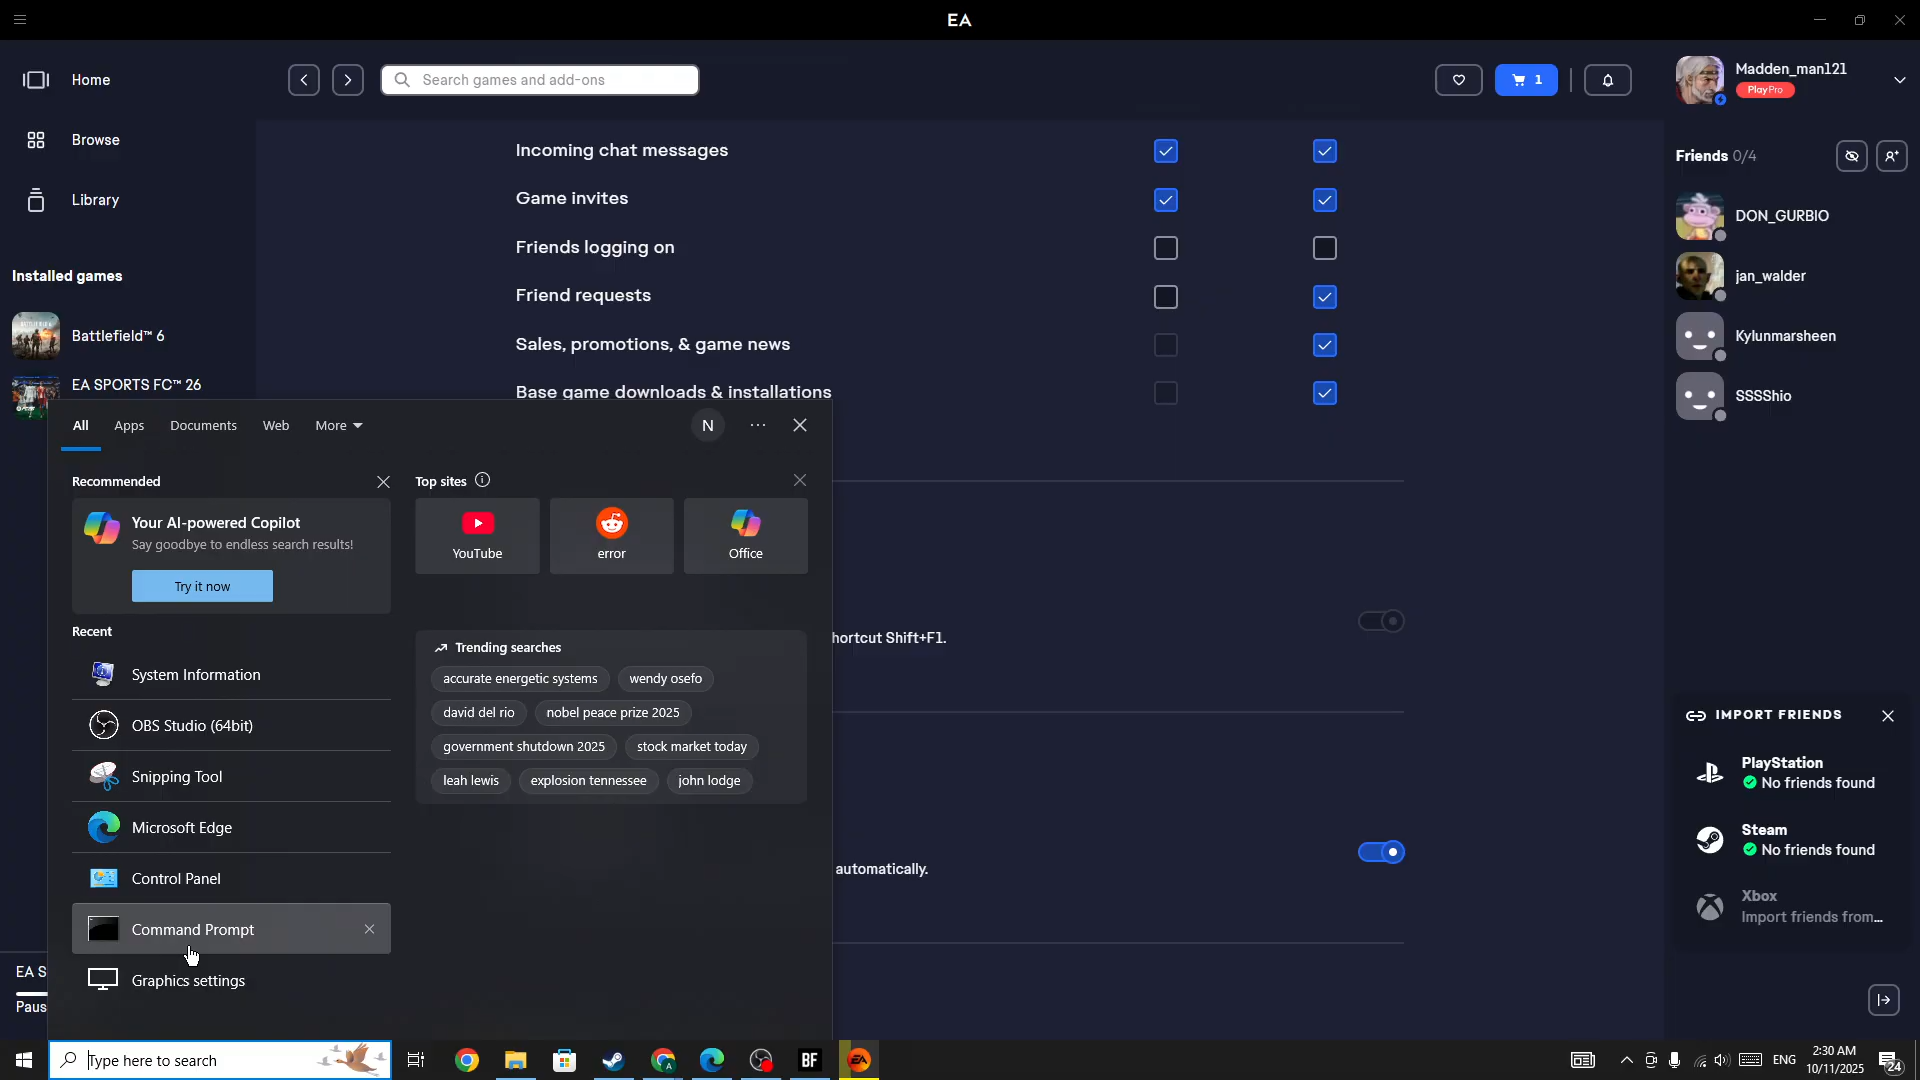 EA
Home
Search games and add-ons
1
Madden_man121
PlayPro
Browse
Library
Friends 0/4
DON_GURBIO
jan_walder
Kylunmarsheen
SSSShio
Installed games
Battlefield™ 6
EA SPORTS FC™ 26
Incoming chat messages
Game invites
Friends logging on
Friend requests
Sales, promotions, & game news
Base game downloads & installations
hortcut Shift+F1.
automatically.
All Apps Documents Web More
N
Recommended
Your AI-powered Copilot
Say goodbye to endless search results!
Try it now
Recent
System Information
OBS Studio (64bit)
Snipping Tool
Microsoft Edge
Control Panel
Command Prompt
Graphics settings
Top sites
YouTube
error
Office
Trending searches
accurate energetic systems wendy osefo
david del rio nobel peace prize 2025
government shutdown 2025 stock market today
leah lewis explosion tennessee john lodge
IMPORT FRIENDS
PlayStation
No friends found
Steam
No friends found
Xbox
Import friends from...
EA S
Paus
Type here to search
BF
EA
ENG
2:30 AM
10/11/2025
24